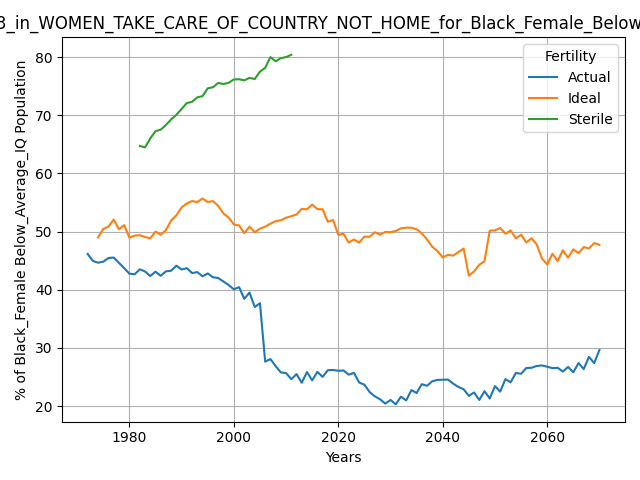 3_in_WOMEN_TAKE_CARE_OF_COUNTRY_NOT_HOME_for_Black_Female_Below
Fertility
Actual
Ideal
Sterile
% of Black_Female Below_Average_IQ Population
80
70
60
50
40
30
20
1980
2000
2020
2040
2060
Years